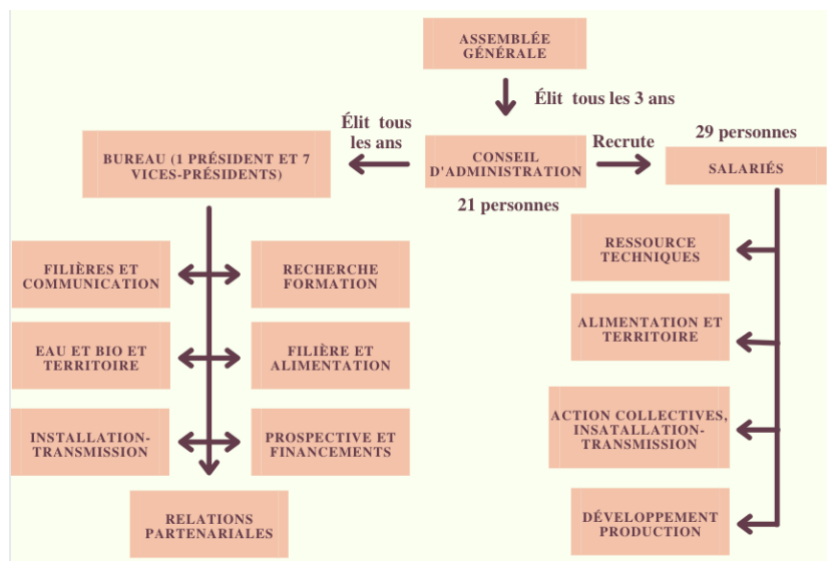 ASSEMBLÉE
GÉNÉRALE
Élit tous les 3 ans
Élit tous
les ans
BUREAU (1 PRÉSIDENT ET 7
VICES-PRÉSIDENTS)
CONSEIL
D'ADMINISTRATION
21 personnes
Recrute
29 personnes
SALARIÉS
FILIÈRES ET
COMMUNICATION
RECHERCHE
FORMATION
EAU ET BIO ET
TERRITOIRE
FILIÈRE ET
ALIMENTATION
INSTALLATION-
TRANSMISSION
PROSPECTIVE ET
FINANCEMENTS
RELATIONS
PARTENARIALES
RESSOURCE
TECHNIQUES
ALIMENTATION ET
TERRITOIRE
ACTION COLLECTIVES,
INSATALLATION-
TRANSMISSION
DÉVELOPPEMENT
PRODUCTION